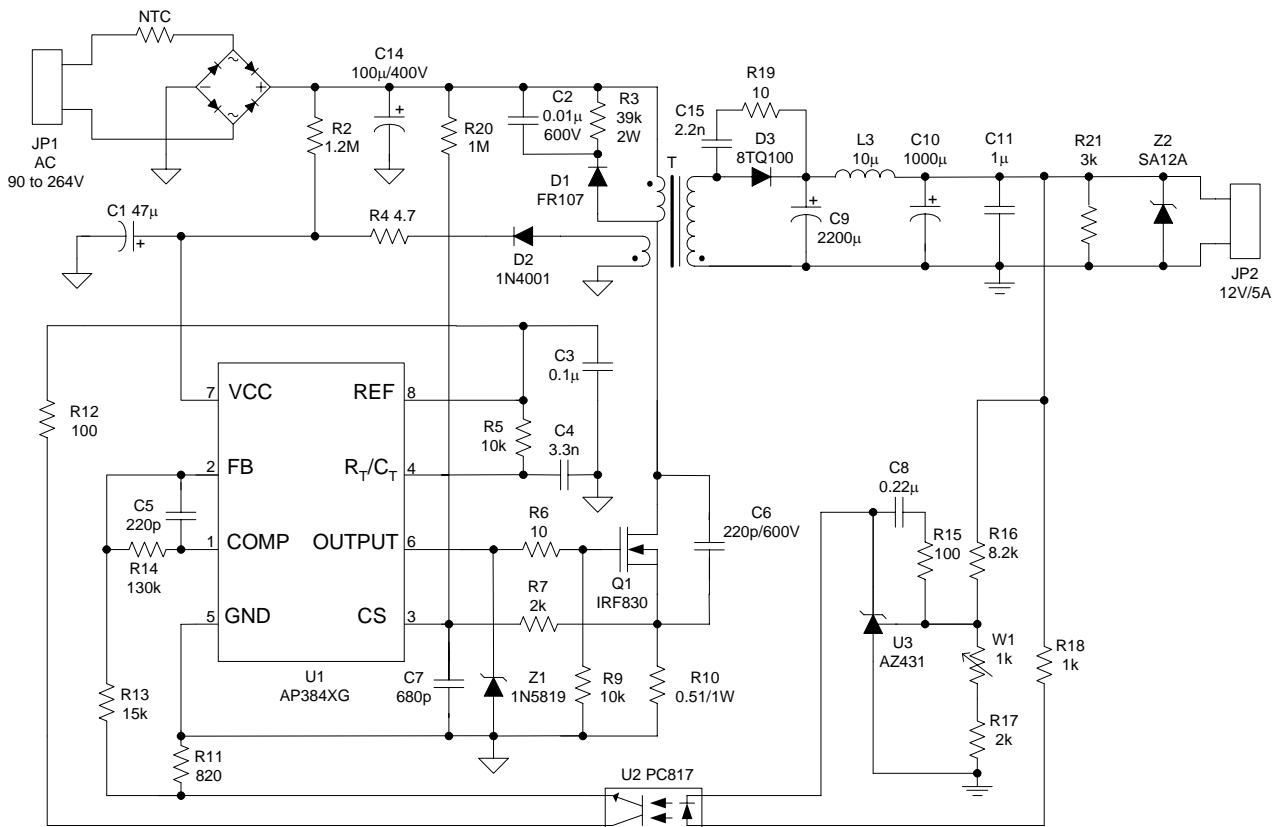 NTC
JP1
AC
90 to 264V
~
−
+
~
C14
100μ/400V
+
R2
1.2M
R20
1M
C2
0.01μ
600V
R3
39k
2W
D1
FR107
T
C15
2.2n
R19
10
D3
8TQ100
L3
10μ
C10
1000μ
+
C11
1μ
R21
3k
Z2
SA12A
+
C9
2200μ
JP2
12V/5A
C1 47μ
+
R4 4.7
D2
1N4001
R12
100
VCC
7
REF
8
C3
0.1μ
R5
10k
C4
3.3n
FB
2
RT/CT
4
C5
220p
COMP
1
OUTPUT
6
R14
130k
R6
10
C6
220p/600V
Q1
IRF830
GND
5
CS
3
R7
2k
U1
AP384XG
C7
680p
Z1
1N5819
R9
10k
R10
0.51/1W
R13
15k
R11
820
C8
0.22μ
R15
100
R16
8.2k
U3
AZ431
W1
1k
R18
1k
R17
2k
U2 PC817